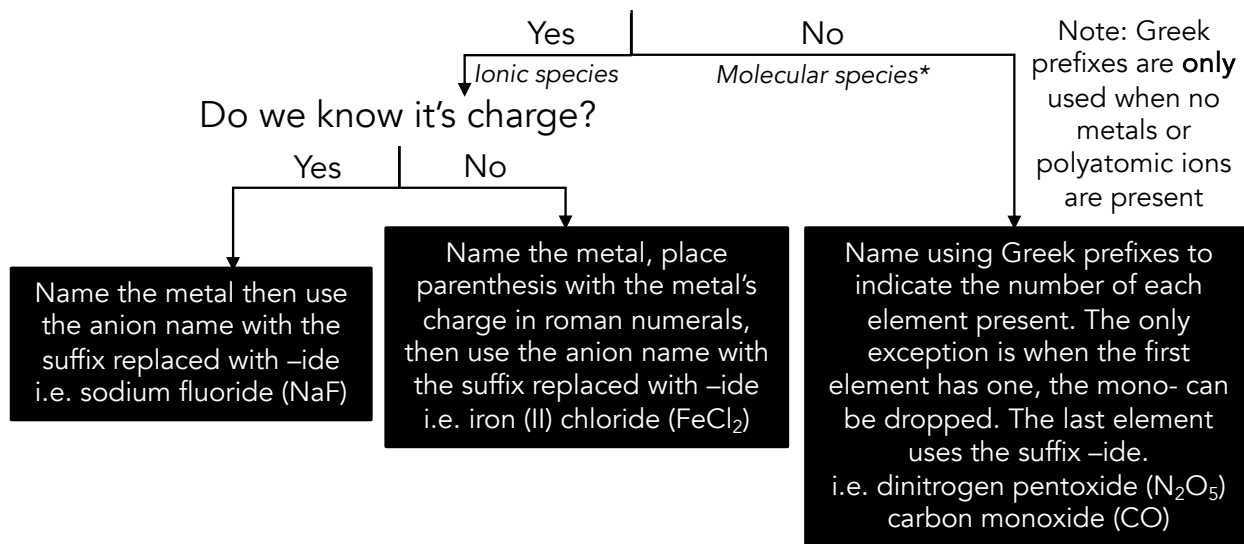 Yes
No
Ionic species
Molecular species*
Note: Greek
prefixes are only
used when no
metals or
polyatomic ions
are present
Do we know it's charge?
Yes
No
Name the metal then use
the anion name with the
suffix replaced with –ide
i.e. sodium fluoride (NaF)
Name the metal, place
parenthesis with the metal's
charge in roman numerals,
then use the anion name with
the suffix replaced with –ide
i.e. iron (II) chloride (FeCl₂)
Name using Greek prefixes to
indicate the number of each
element present. The only
exception is when the first
element has one, the mono- can
be dropped. The last element
uses the suffix –ide.
i.e. dinitrogen pentoxide (N₂O₅)
carbon monoxide (CO)